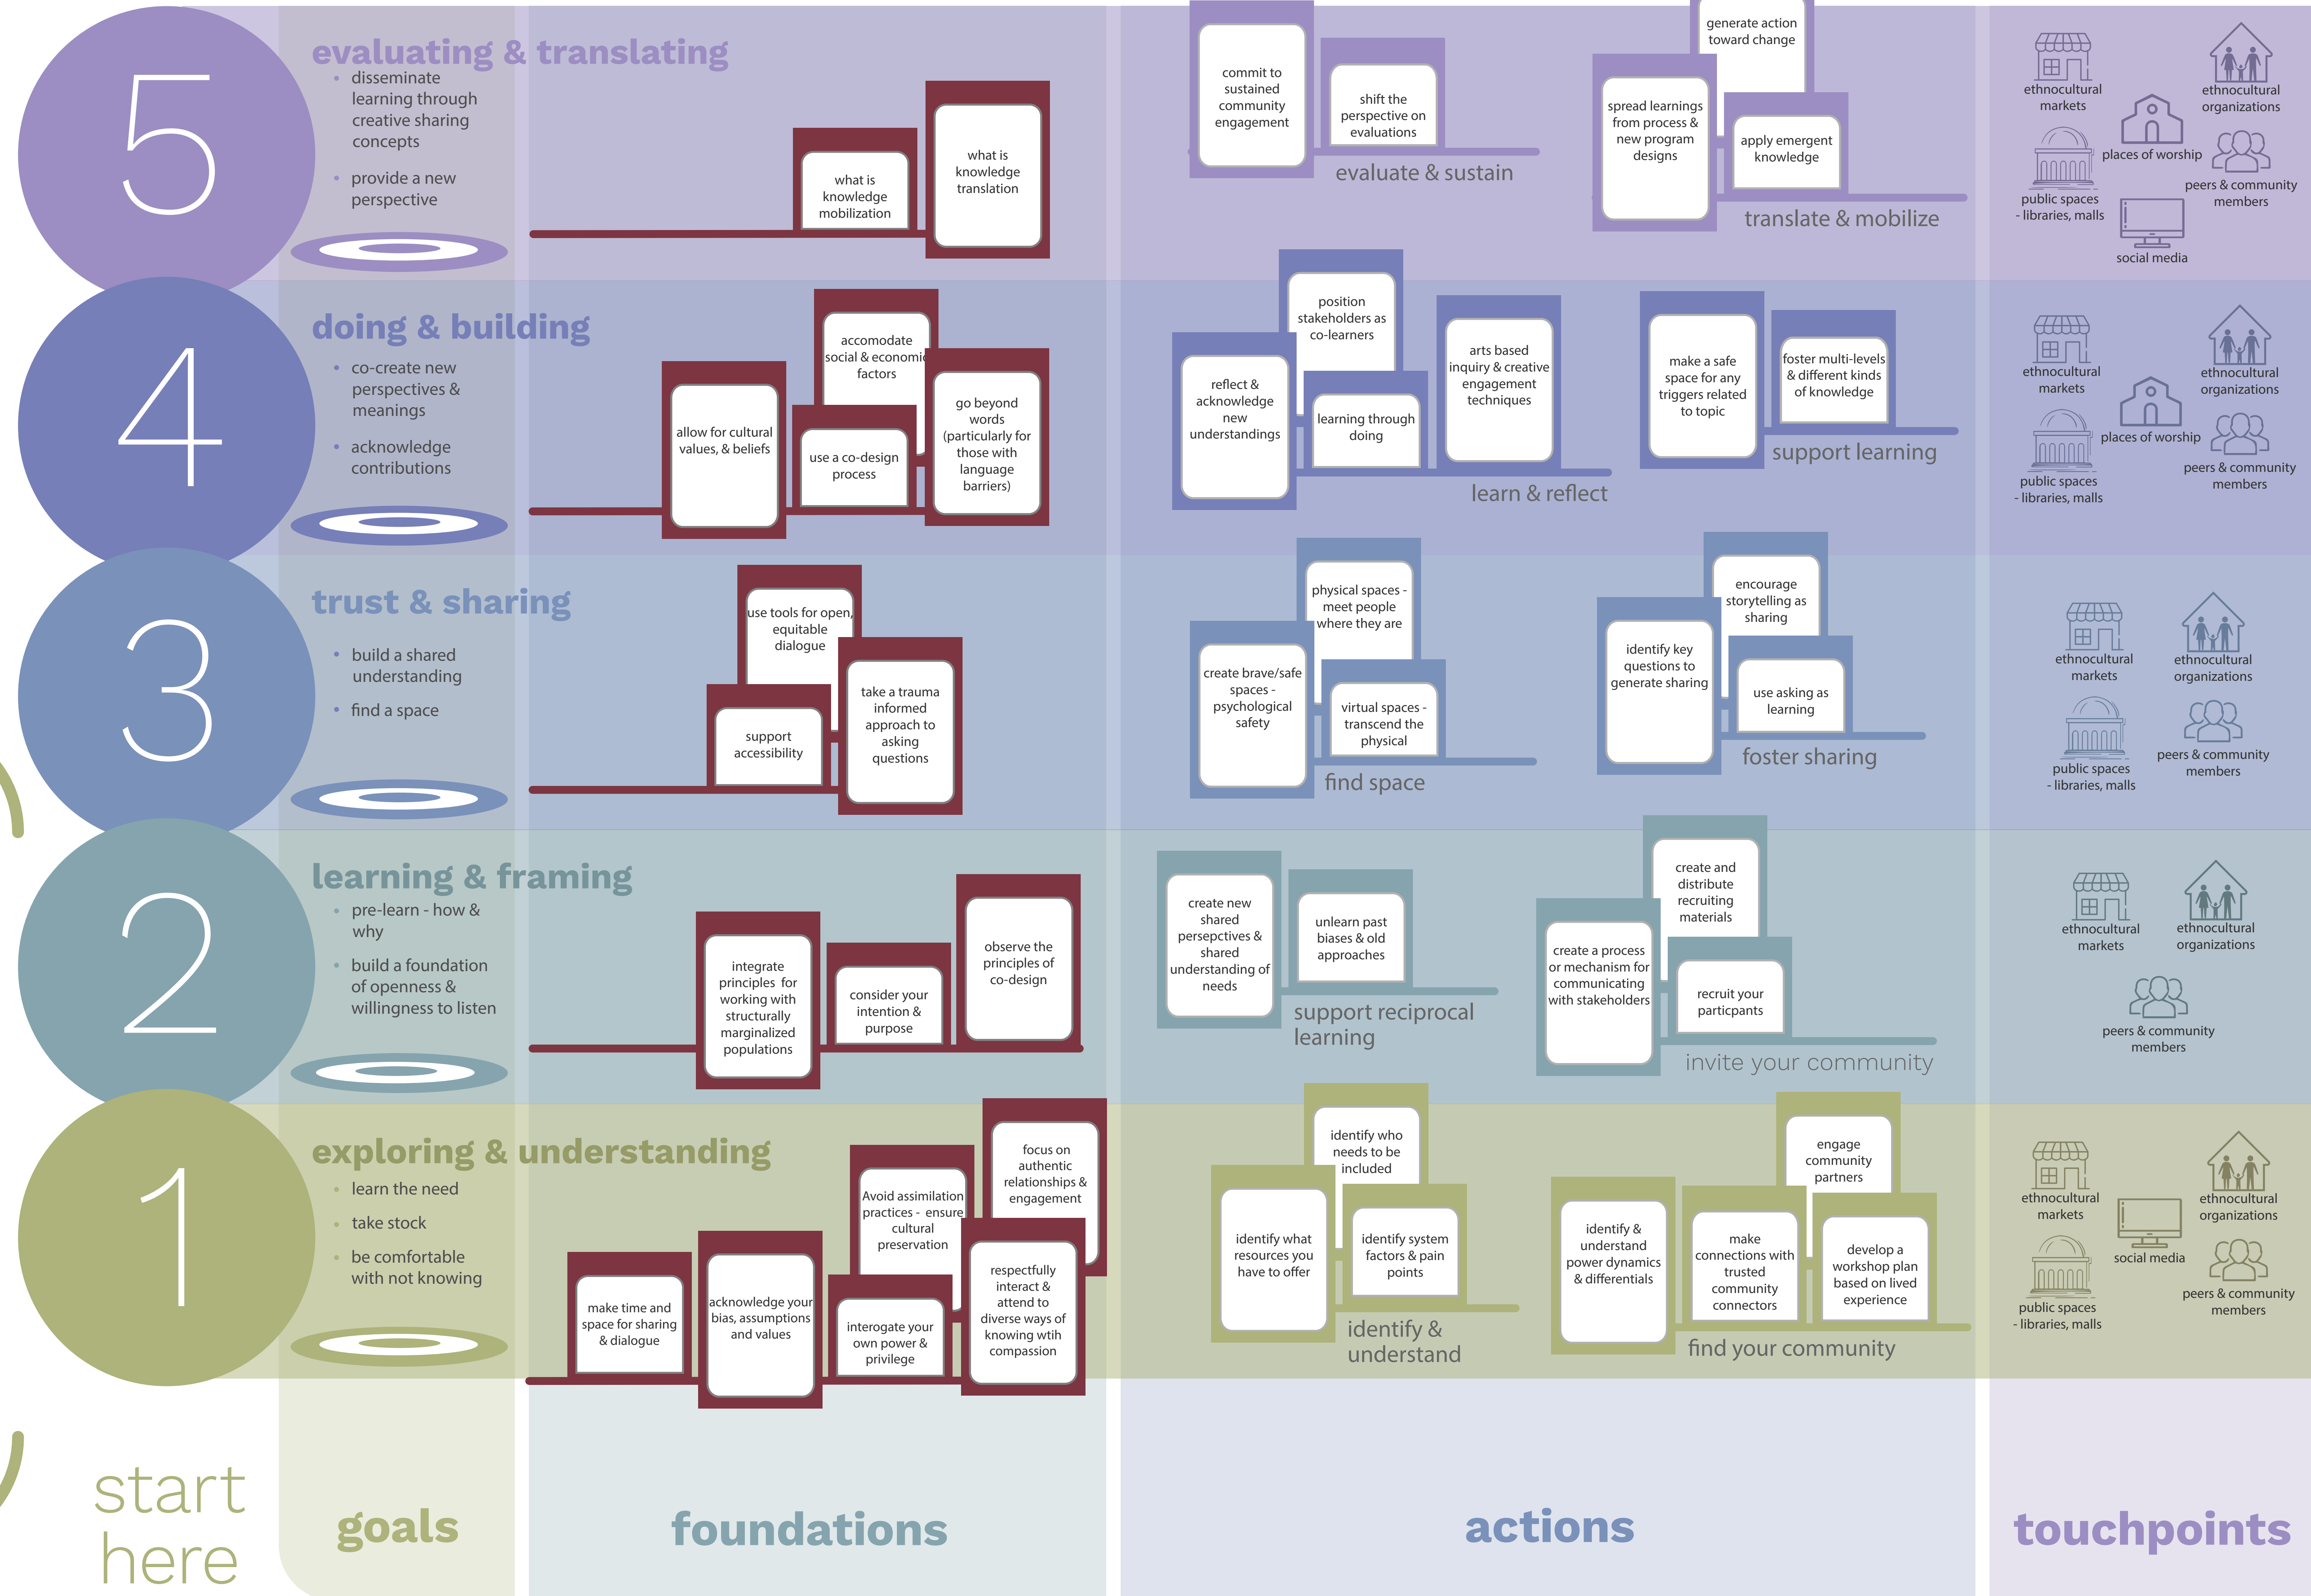 5
evaluating & translating
• disseminate
learning through
creative sharing
concepts
• provide a new
perspective
what is
knowledge
mobilization
what is
knowledge
translation
commit to
sustained
community
engagement
shift the
perspective on
evaluations
evaluate & sustain
generate action
toward change
spread learnings
from process &
new program
designs
apply emergent
knowledge
translate & mobilize
ethnocultural
markets
ethnocultural
organizations
places of worship
public spaces
- libraries, malls
peers & community
members
social media
4
doing & building
• co-create new
perspectives &
meanings
• acknowledge
contributions
allow for cultural
values, & beliefs
accomodate
social & economic
factors
use a co-design
process
go beyond
words
(particularly for
those with
language
barriers)
reflect &
acknowledge
new
understandings
position
stakeholders as
co-learners
learning through
doing
arts based
inquiry & creative
engagement
techniques
learn & reflect
make a safe
space for any
triggers related
to topic
foster multi-levels
& different kinds
of knowledge
support learning
ethnocultural
markets
ethnocultural
organizations
places of worship
public spaces
- libraries, malls
peers & community
members
3
trust & sharing
• build a shared
understanding
• find a space
use tools for open,
equitable
dialogue
support
accessibility
take a trauma
informed
approach to
asking
questions
create brave/safe
spaces -
psychological
safety
physical spaces -
meet people
where they are
virtual spaces -
transcend the
physical
find space
identify key
questions to
generate sharing
encourage
storytelling as
sharing
use asking as
learning
foster sharing
ethnocultural
markets
ethnocultural
organizations
public spaces
- libraries, malls
peers & community
members
2
learning & framing
• pre-learn - how &
why
• build a foundation
of openness &
willingness to listen
integrate
principles for
working with
structurally
marginalized
populations
consider your
intention &
purpose
observe the
principles of
co-design
create new
shared
persepctives &
shared
understanding of
needs
unlearn past
biases & old
approaches
support reciprocal
learning
create a process
or mechanism for
communicating
with stakeholders
create and
distribute
recruiting
materials
recruit your
particpants
invite your community
ethnocultural
markets
ethnocultural
organizations
peers & community
members
1
exploring & understanding
• learn the need
• take stock
• be comfortable
with not knowing
make time and
space for sharing
& dialogue
acknowledge your
bias, assumptions
and values
Avoid assimilation
practices - ensure
cultural
preservation
interogate your
own power &
privilege
focus on
authentic
relationships &
engagement
respectfully
interact &
attend to
diverse ways of
knowing wtih
compassion
identify what
resources you
have to offer
identify who
needs to be
included
identify system
factors & pain
points
identify &
understand
identify &
understand
power dynamics
& differentials
make
connections with
trusted
community
connectors
engage
community
partners
develop a
workshop plan
based on lived
experience
find your community
ethnocultural
markets
ethnocultural
organizations
social media
public spaces
- libraries, malls
peers & community
members
start
here
goals
foundations
actions
touchpoints